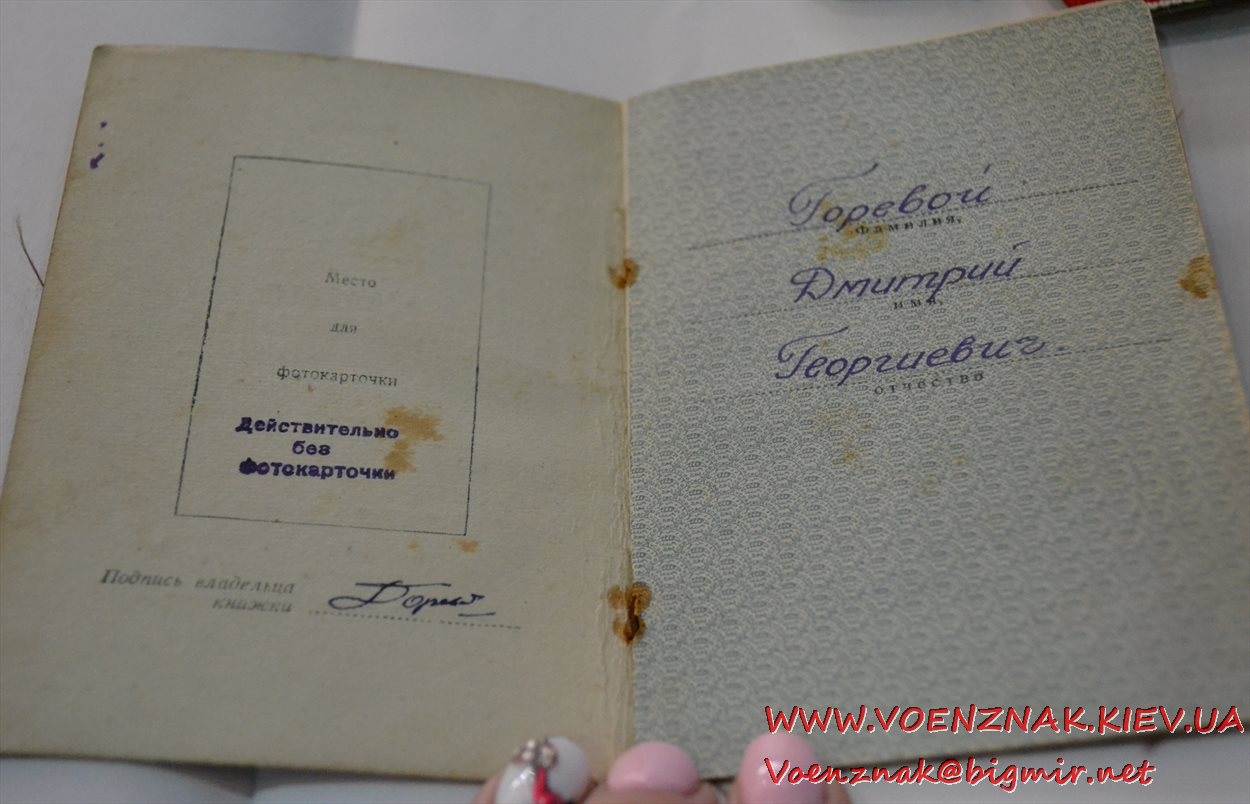 Место
для
фотокарточки
Действительно
без
фотокарточки
Подпись владельца
книжки
Горевой
фамилия,
Дмитрий
имя,
Георгиевич.
отчество
WWW.VOENZNAK.KIEV.UA
Voenznak@bigmir.net